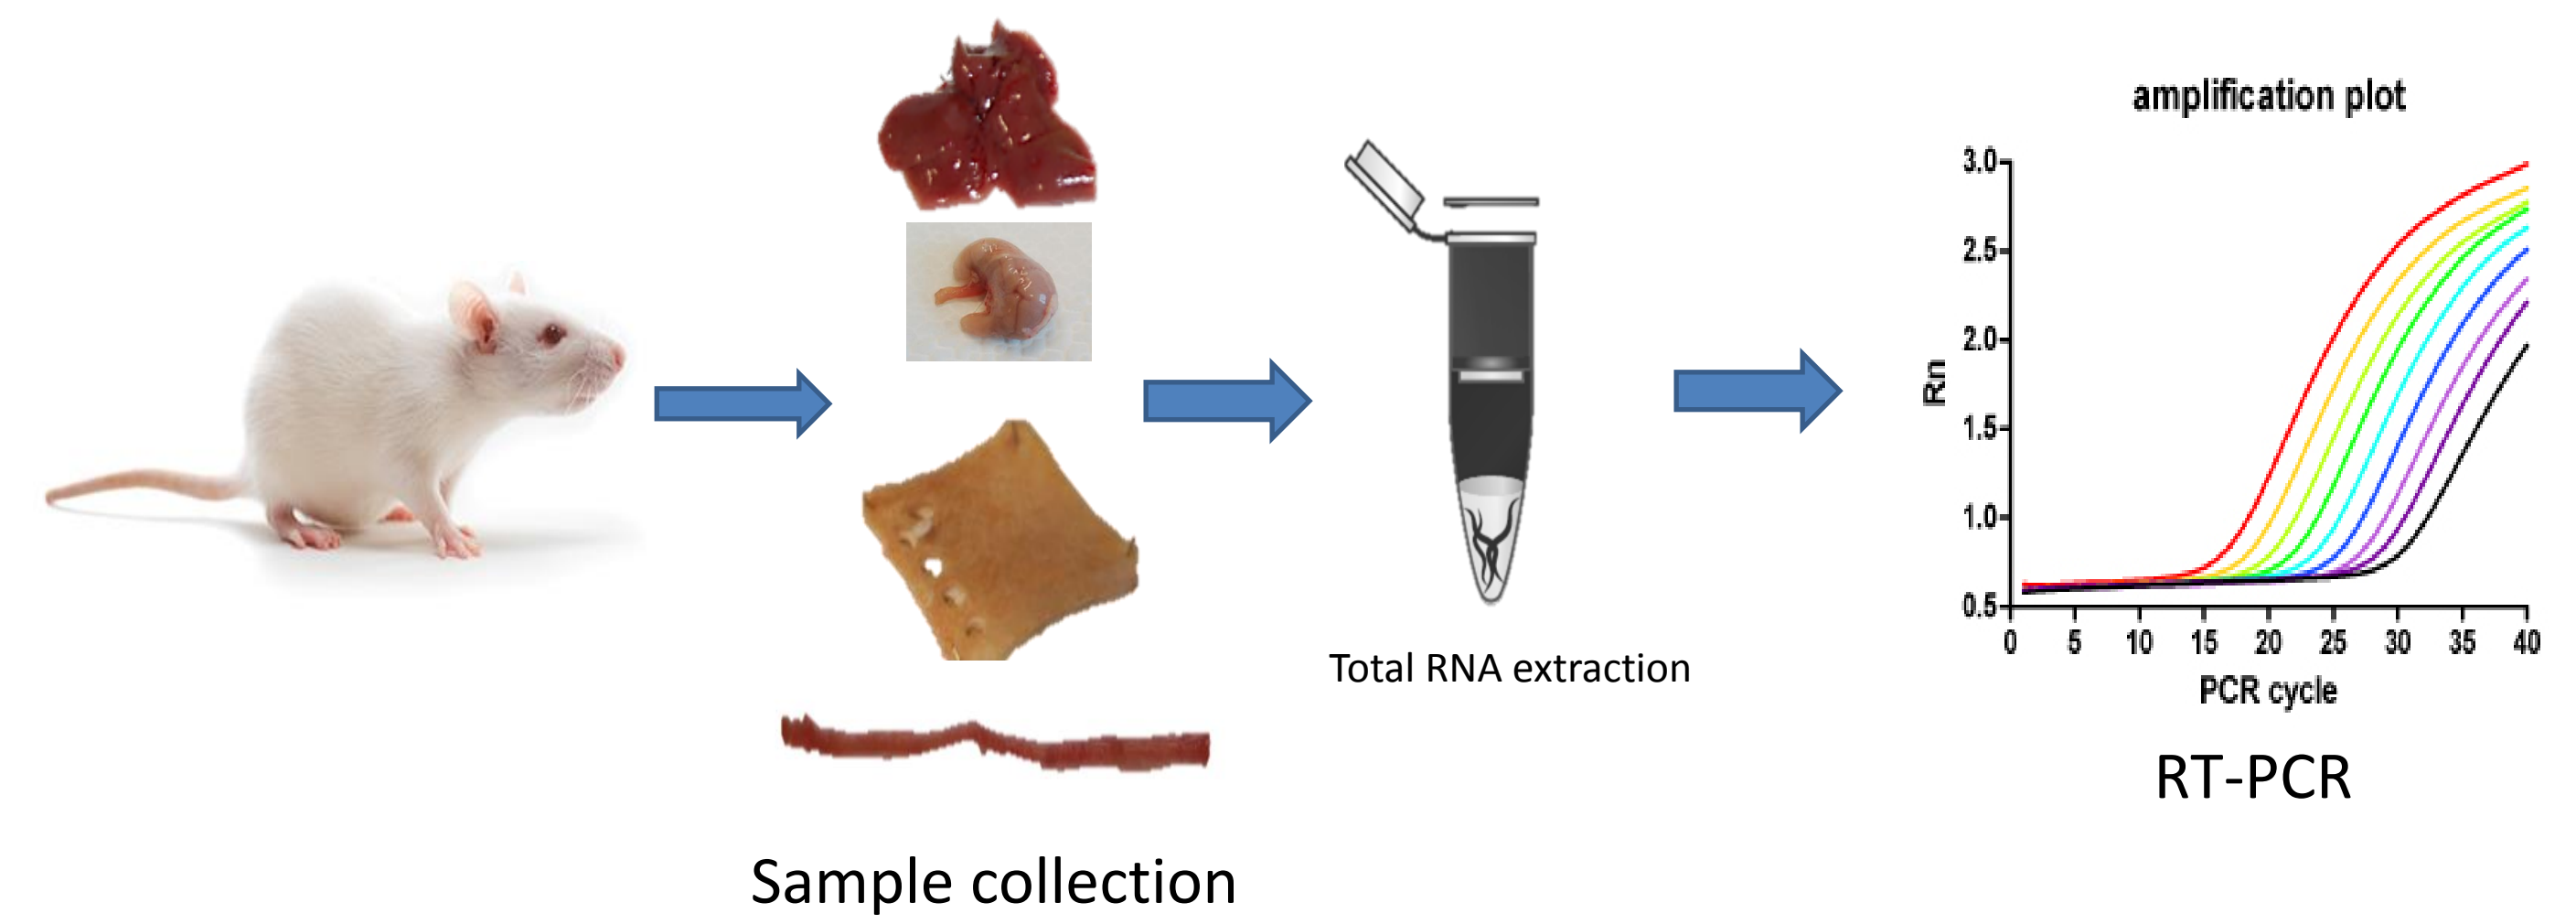 Sample collection
Total RNA extraction
amplification plot
3.0
2.5
2.0
1.5
1.0
0.5
Rn
0 5 10 15 20 25 30 35 40
PCR cycle
RT-PCR